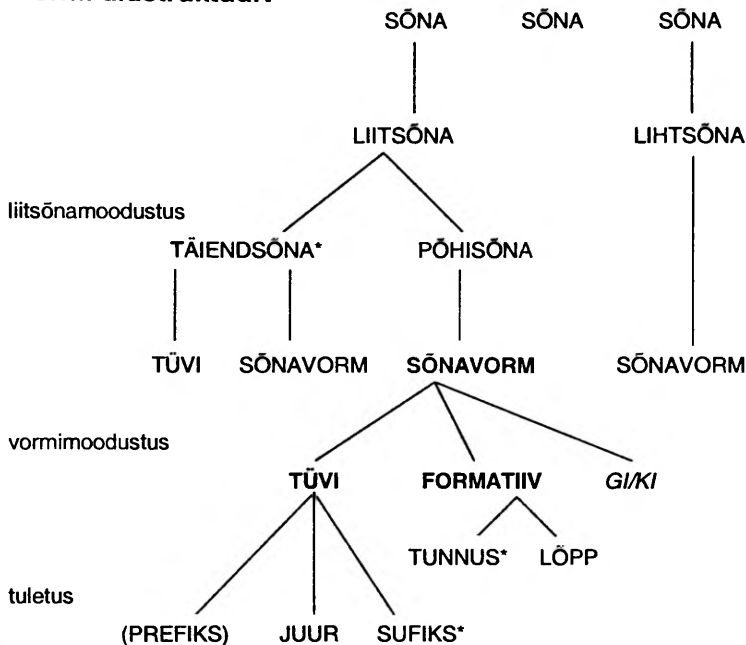 SÕNA SÕNA SÕNA
LIITSÕNA LIHTSÕNA
liitsõnamoodustus
TÄIENDSÕNA* PÕHISÕNA
TÜVI SÕNAVORM SÕNAVORM SÕNAVORM
vormimoodustus
TÜVI FORMATIIV GI/KI
TUNNUS* LÕPP
tuletus
(PREFIKS) JUUR SUFIKS*